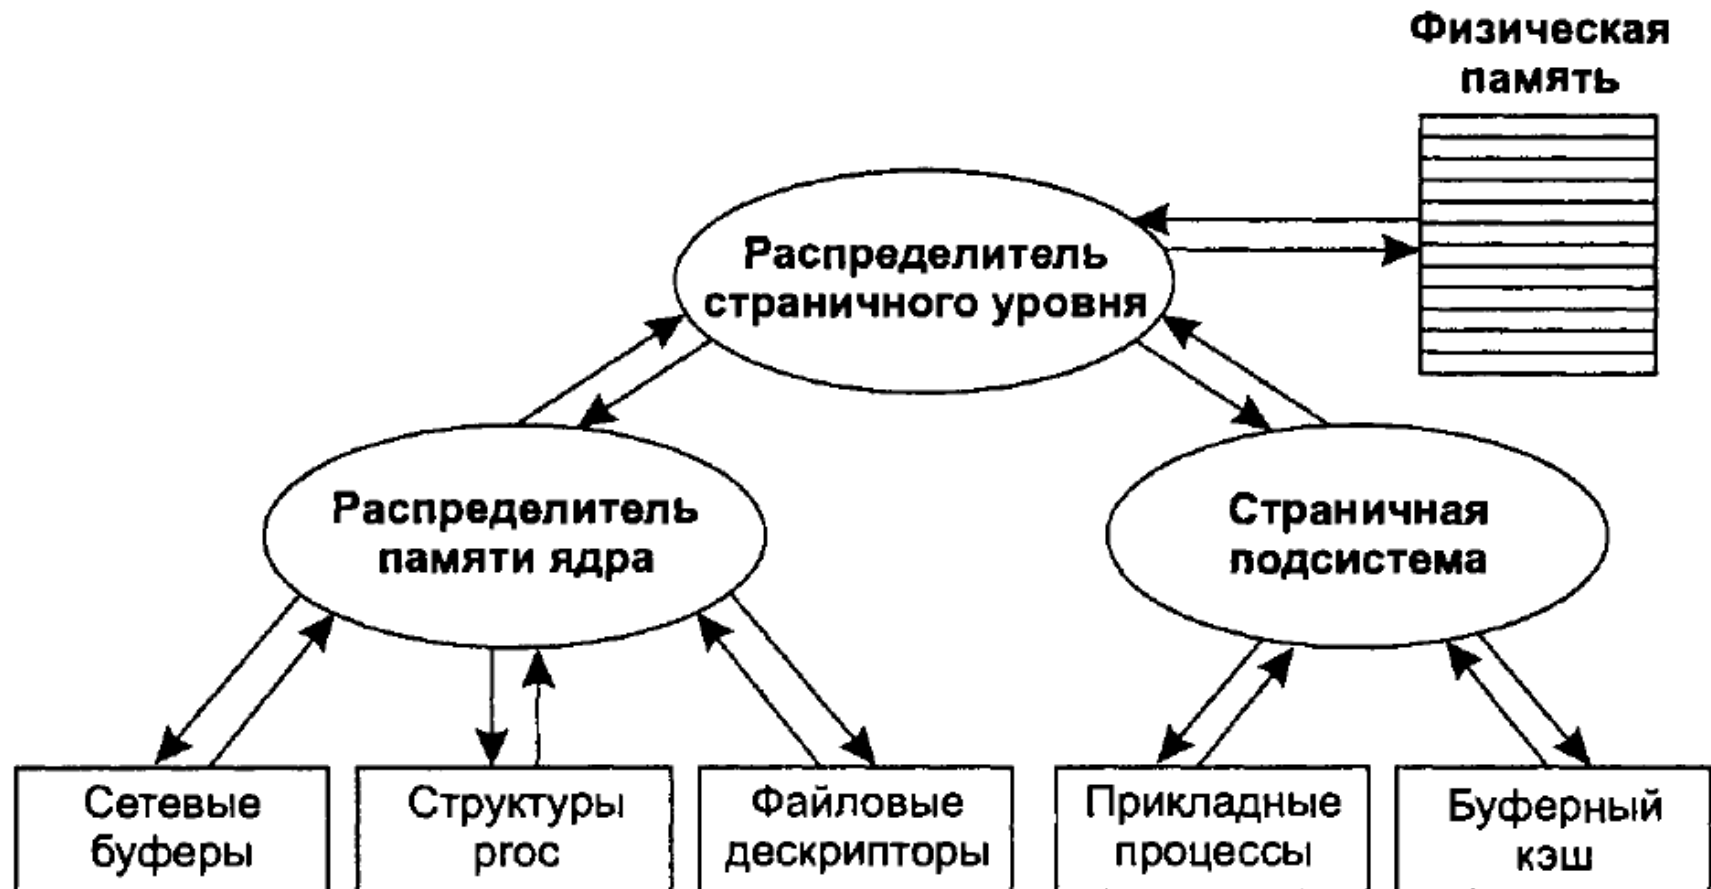 Физическая
память
Распределитель
страничного уровня
Распределитель
памяти ядра
Страничная
подсистема
Сетевые
буферы
Структуры
proc
Файловые
дескрипторы
Прикладные
процессы
Буферный
кэш